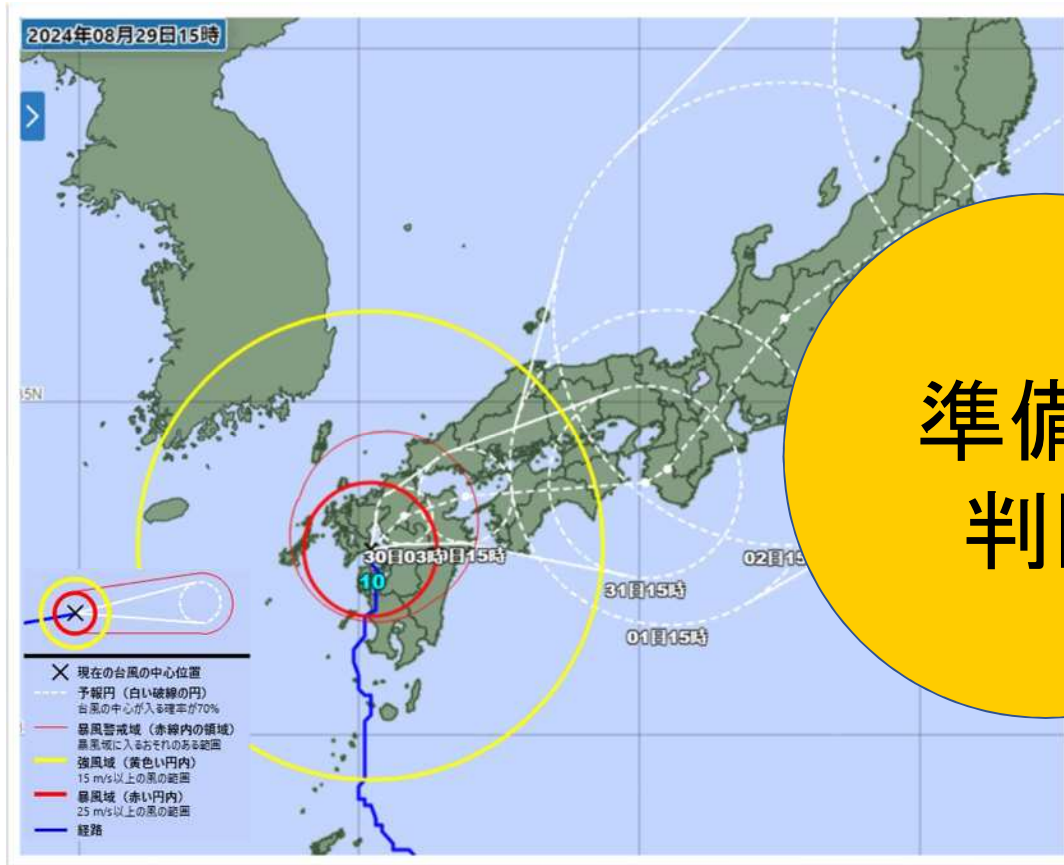 2024年08月29日15時
準備
判
5N
30日03時
日15時
10
31日15時
02日15
01日15時
現在の台風の中心位置
予報円(白い破線の円)
台風の中心が入る確率が70%
暴風警戒域(赤線内の領域)
暴風域に入るおそれのある範囲
強風域(黄色い円内)
15 m/s以上の風の範囲
暴風域(赤い円内)
25 m/s以上の風の範囲
経路